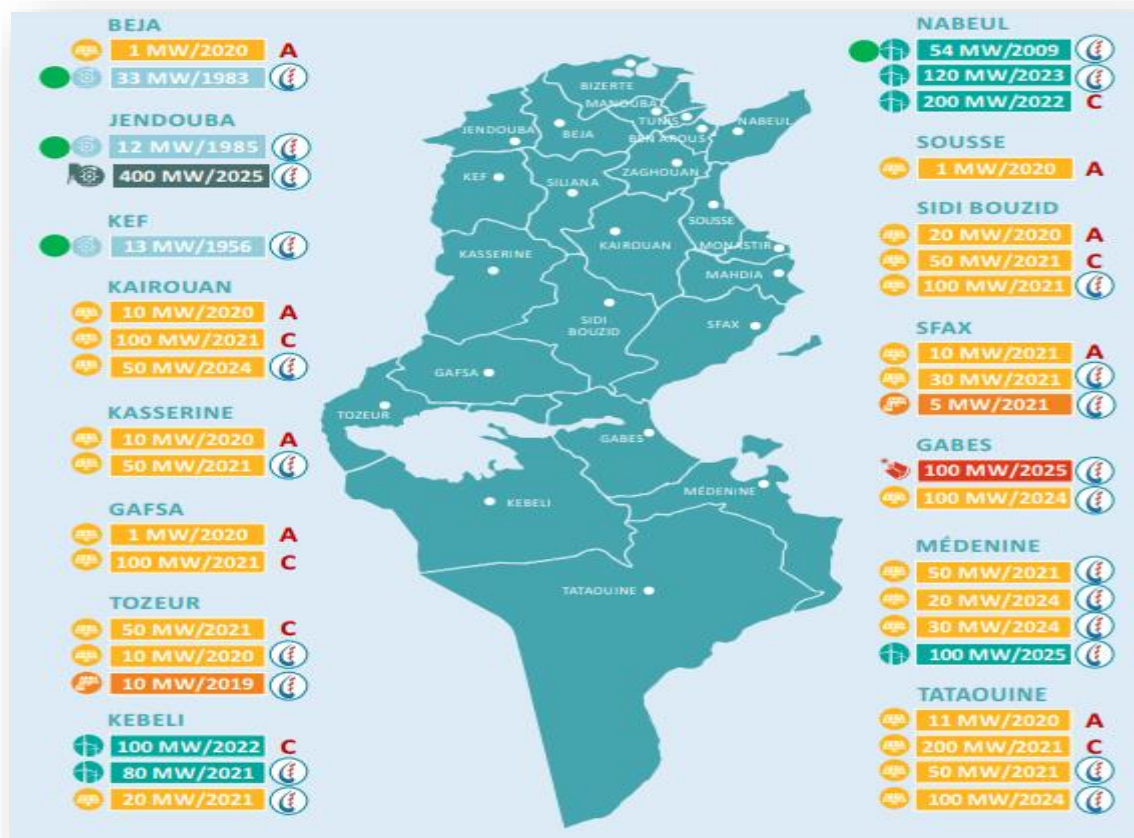 BEJA
1 MW/2020 A
33 MW/1983
JENDOUBA
12 MW/1985
400 MW/2025
KEF
13 MW/1956
KAIROUAN
10 MW/2020 A
100 MW/2021 C
50 MW/2024
KASSERINE
10 MW/2020 A
50 MW/2021
GAFSA
1 MW/2020 A
100 MW/2021 C
TOZEUR
50 MW/2021 C
10 MW/2020
10 MW/2019
KEBELI
100 MW/2022 C
80 MW/2021
20 MW/2021
BIZERTE
MANOUBA
TUNIS
BEN AROUS
NABEUL
JENDOUBA
BEJA
ZAGHOUAN
KEF
SILIANA
SOUSSE
KAIROUAN
MONASTIR
KASSERINE
MAHDIA
SIDI
BOUZID
SFAX
GAFSA
TOZEUR
GABES
KEBELI
MÉDENINE
TATAOUINE
NABEUL
54 MW/2009
120 MW/2023
200 MW/2022 C
SOUSSE
1 MW/2020 A
SIDI BOUZID
20 MW/2020 A
50 MW/2021 C
100 MW/2021
SFAX
10 MW/2021 A
30 MW/2021
5 MW/2021
GABES
100 MW/2025
100 MW/2024
MÉDENINE
50 MW/2021
20 MW/2024
30 MW/2024
100 MW/2025
TATAOUINE
11 MW/2020 A
200 MW/2021 C
50 MW/2021
100 MW/2024